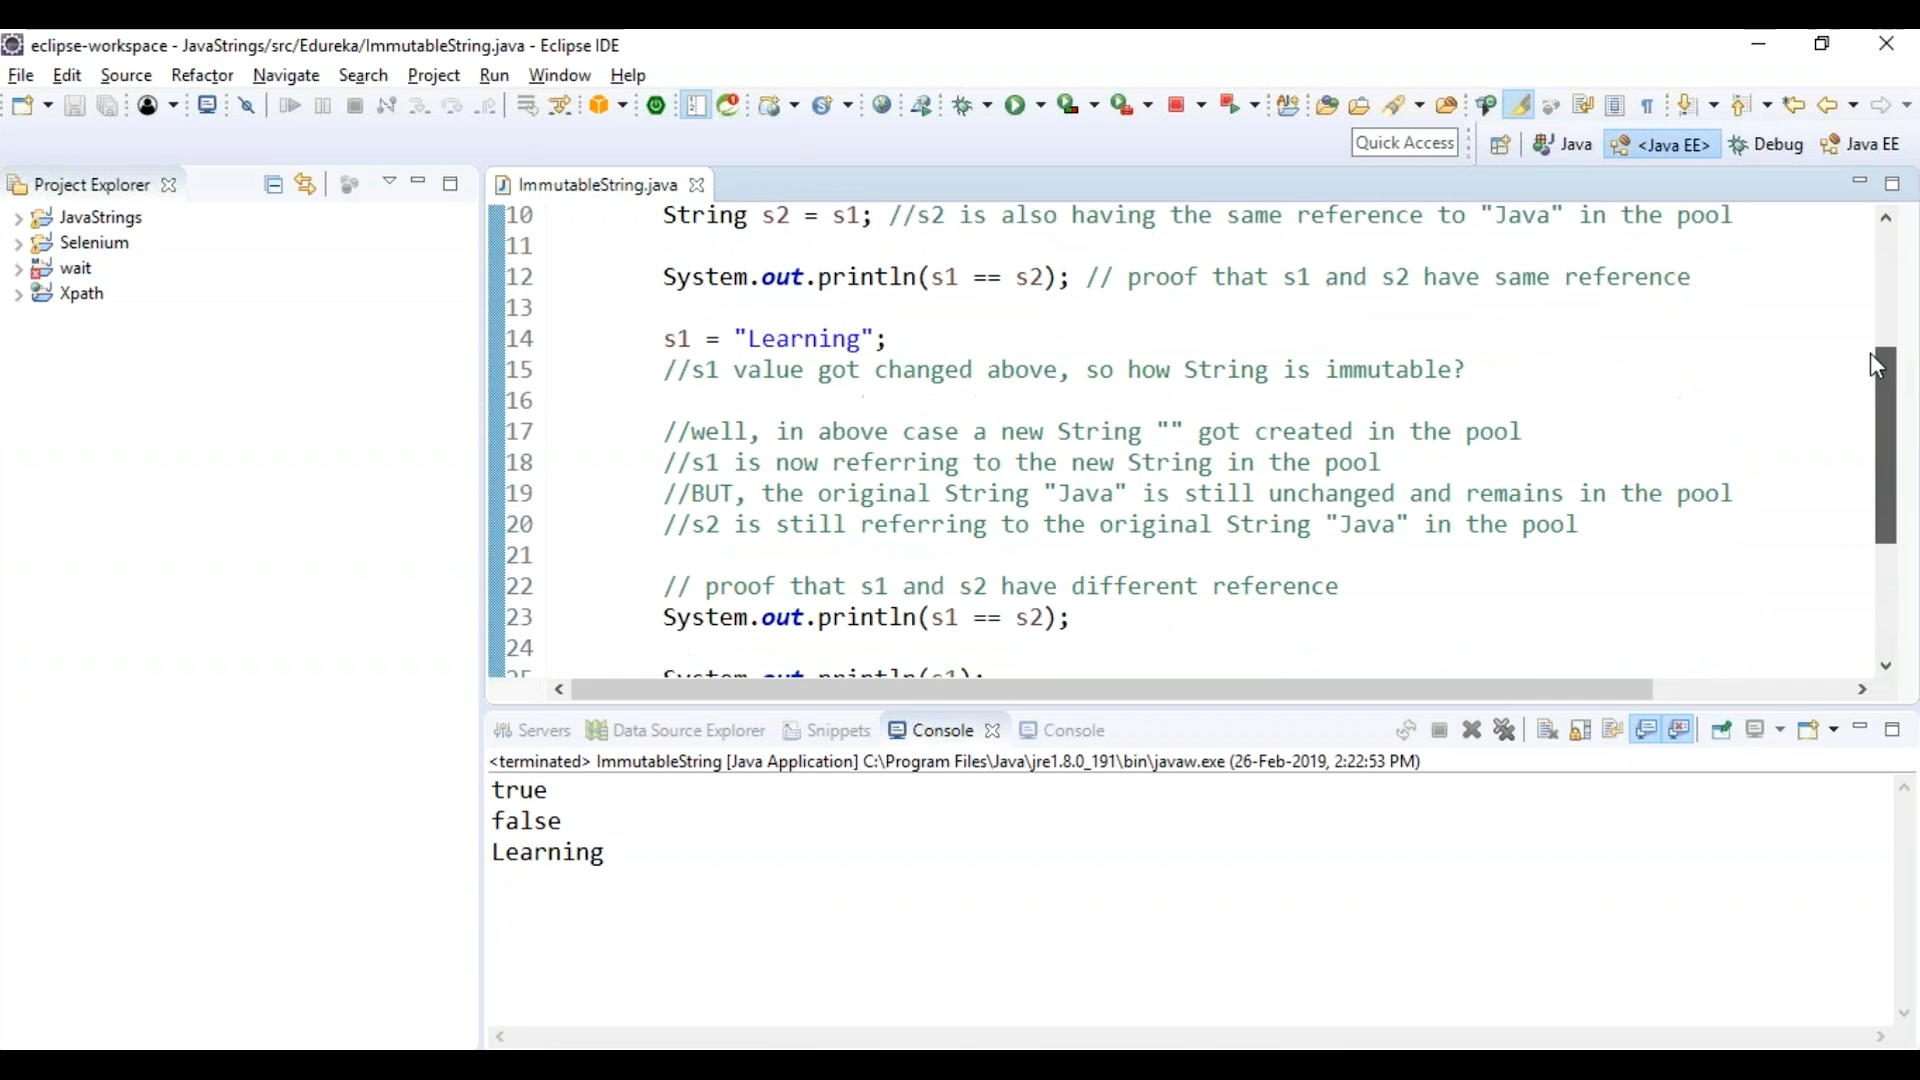 eclipse-workspace - JavaStrings/src/Edureka/ImmutableString.java - Eclipse IDE
File Edit Source Refactor Navigate Search Project Run Window Help
Quick Access Java <Java EE> Debug Java EE
Project Explorer
JavaStrings
Selenium
wait
Xpath
ImmutableString.java
10 String s2 = s1; //s2 is also having the same reference to "Java" in the pool
11
12 System.out.println(s1 == s2); // proof that s1 and s2 have same reference
13
14 s1 = "Learning";
15 //s1 value got changed above, so how String is immutable?
16
17 //well, in above case a new String "" got created in the pool
18 //s1 is now referring to the new String in the pool
19 //BUT, the original String "Java" is still unchanged and remains in the pool
20 //s2 is still referring to the original String "Java" in the pool
21
22 // proof that s1 and s2 have different reference
23 System.out.println(s1 == s2);
24
25 System.out.println(s1);
Servers Data Source Explorer Snippets Console Console
<terminated> ImmutableString [Java Application] C:\Program Files\Java\jre1.8.0_191\bin\javaw.exe (26-Feb-2019, 2:22:53 PM)
true
false
Learning